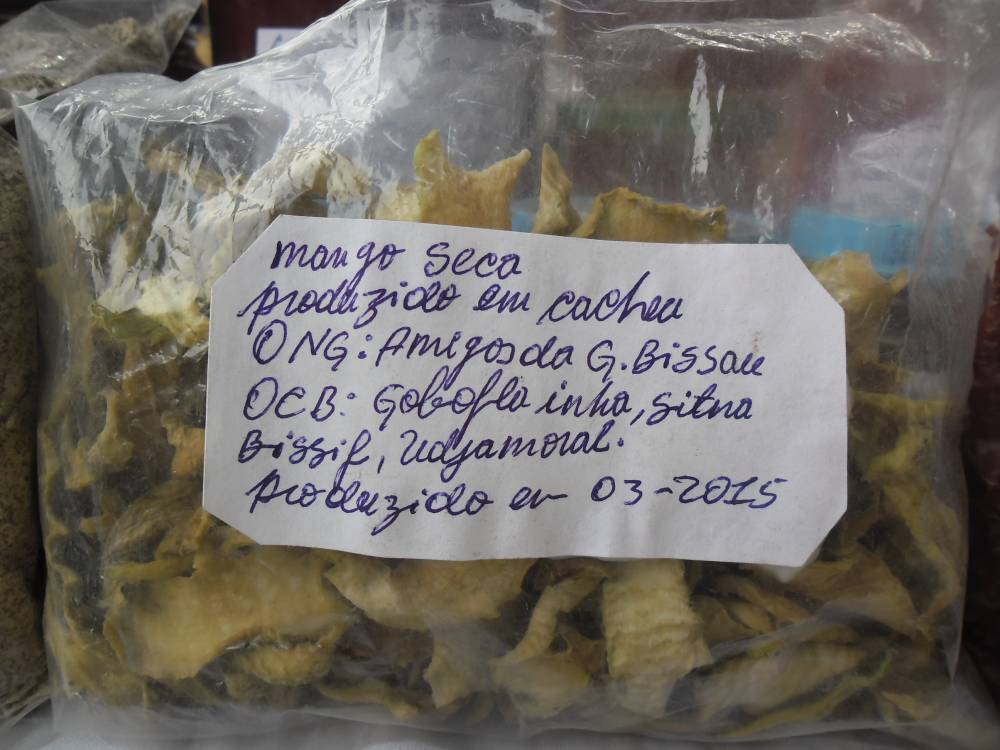 mango seca
produzido em cacheu
ONG: Amigos da G. Bissau
OCB: Gobofla inha, sitna
Bissif, Udjamoral.
produzido em 03-2015